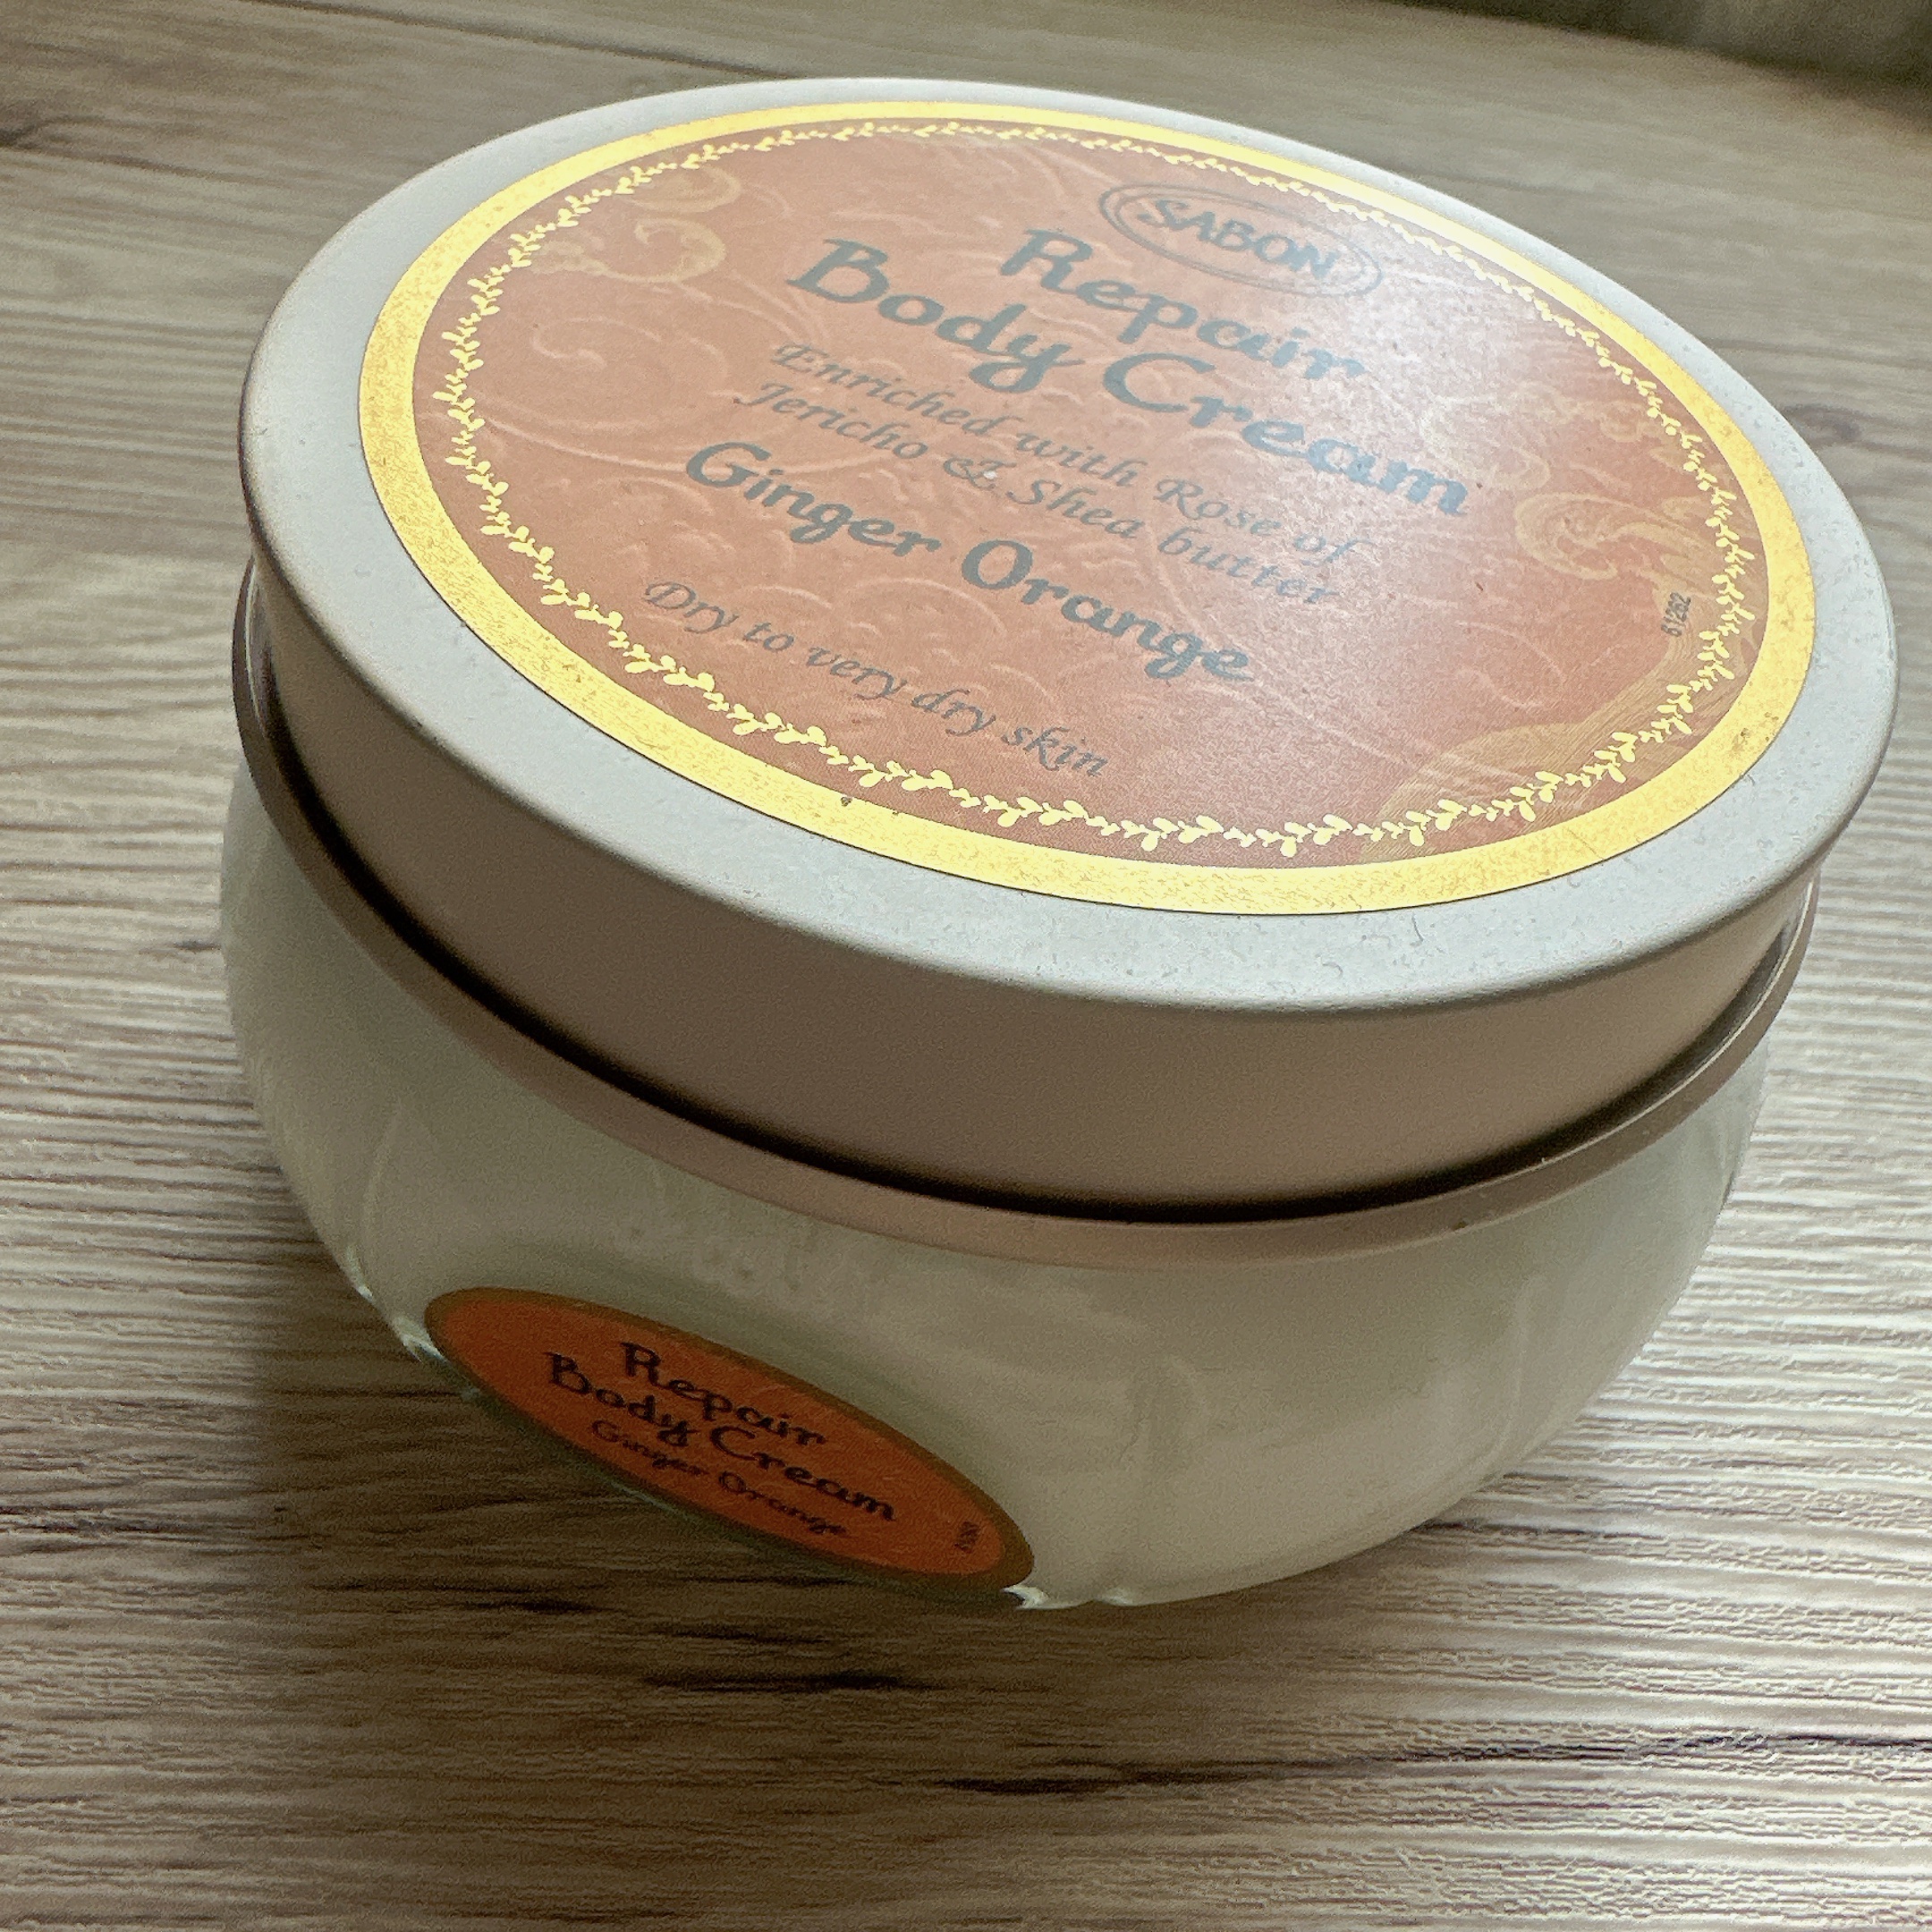 SABON
Repair
Body Cream
Enriched with Rose of
Jericho & Shea butter
Ginger Orange
Dry to very dry skin
61262
Repair
Body Cream
Ginger Orange